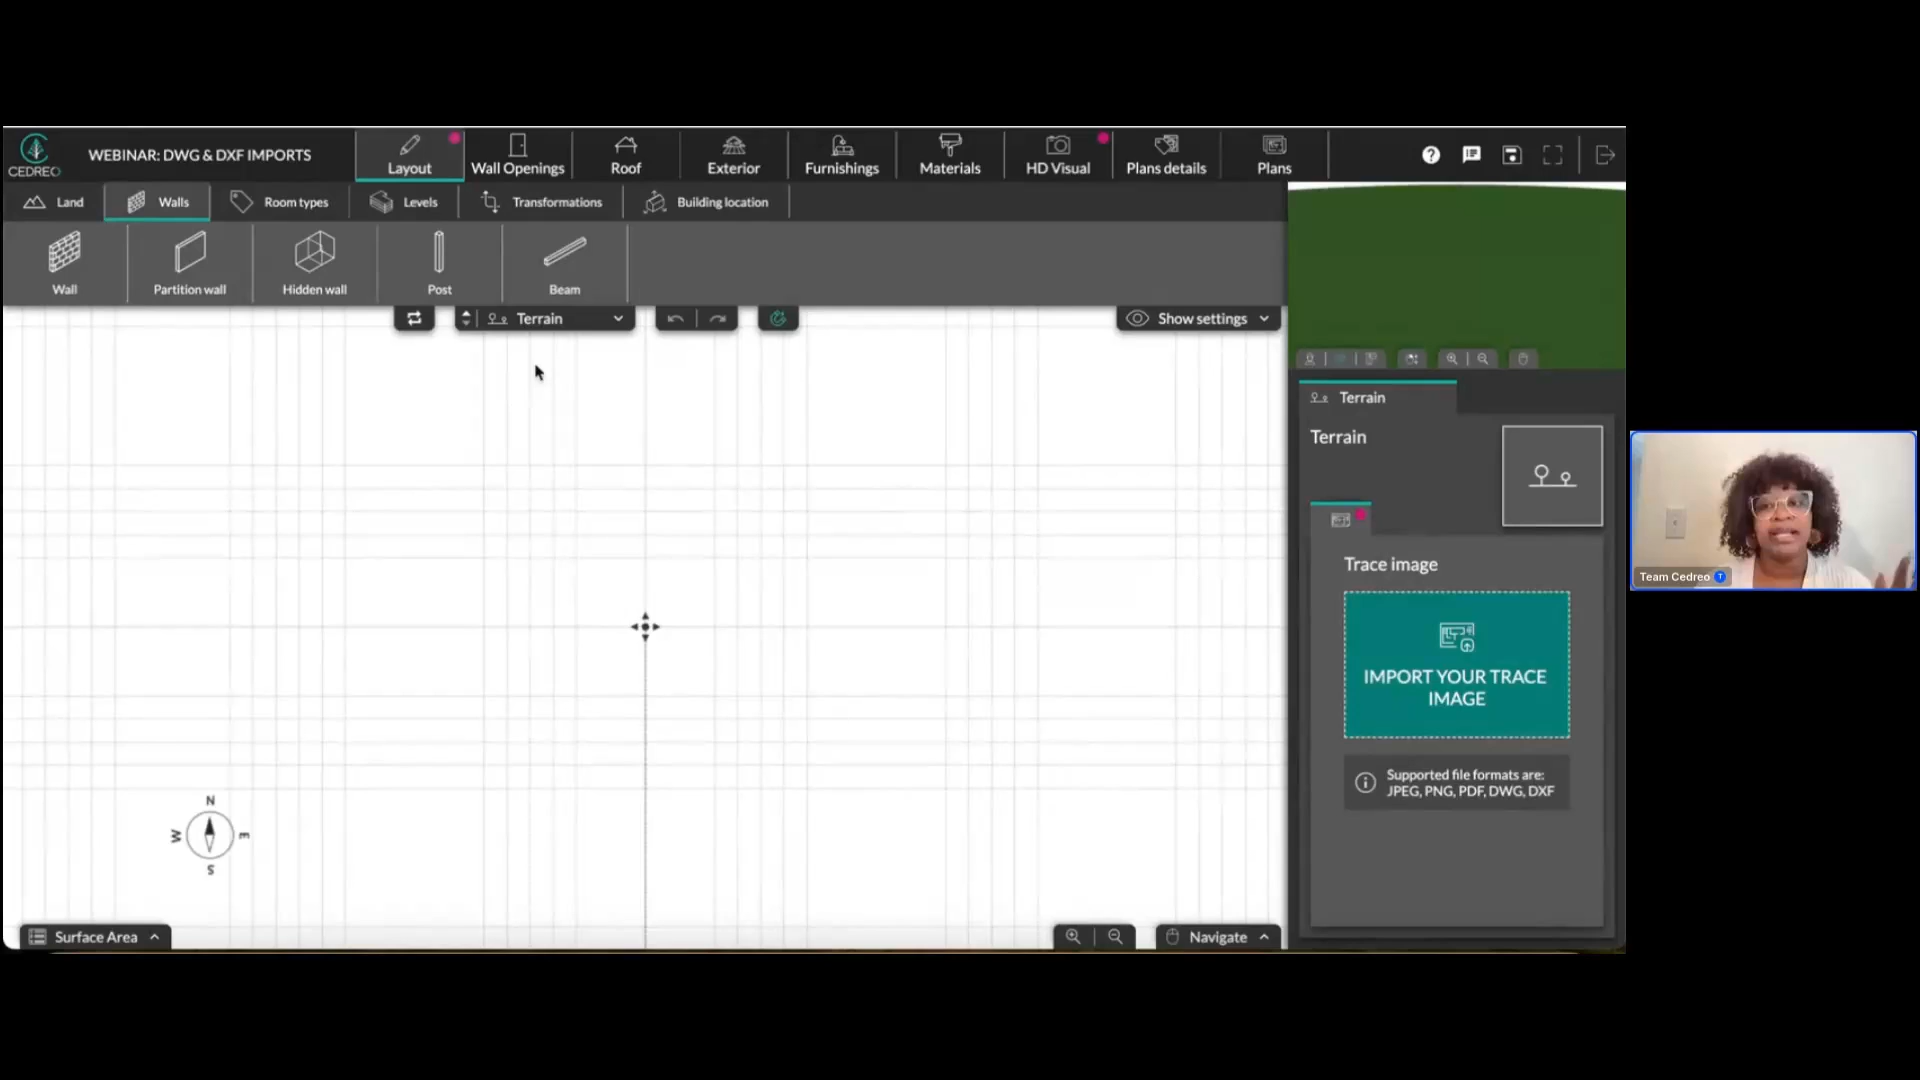 CEDREO
WEBINAR: DWG & DXF IMPORTS
Layout
Wall Openings
Roof
Exterior
Furnishings
Materials
HD Visual
Plans details
Plans
Land
Walls
Room types
Levels
Transformations
Building location
Wall
Partition wall
Hidden wall
Post
Beam
Terrain
Show settings
Terrain
Terrain
Trace image
IMPORT YOUR TRACE
IMAGE
Supported file formats are:
JPEG, PNG, PDF, DWG, DXF
Team Cedreo T
N
W
E
S
Surface Area
Navigate